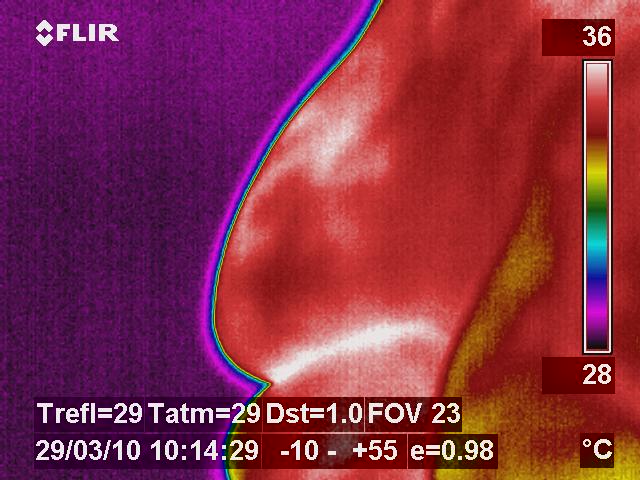 FLIR
36
28
Trefl=29 Tatm=29 Dst=1.0 FOV 23
29/03/10 10:14:29 -10 - +55 e=0.98 °C